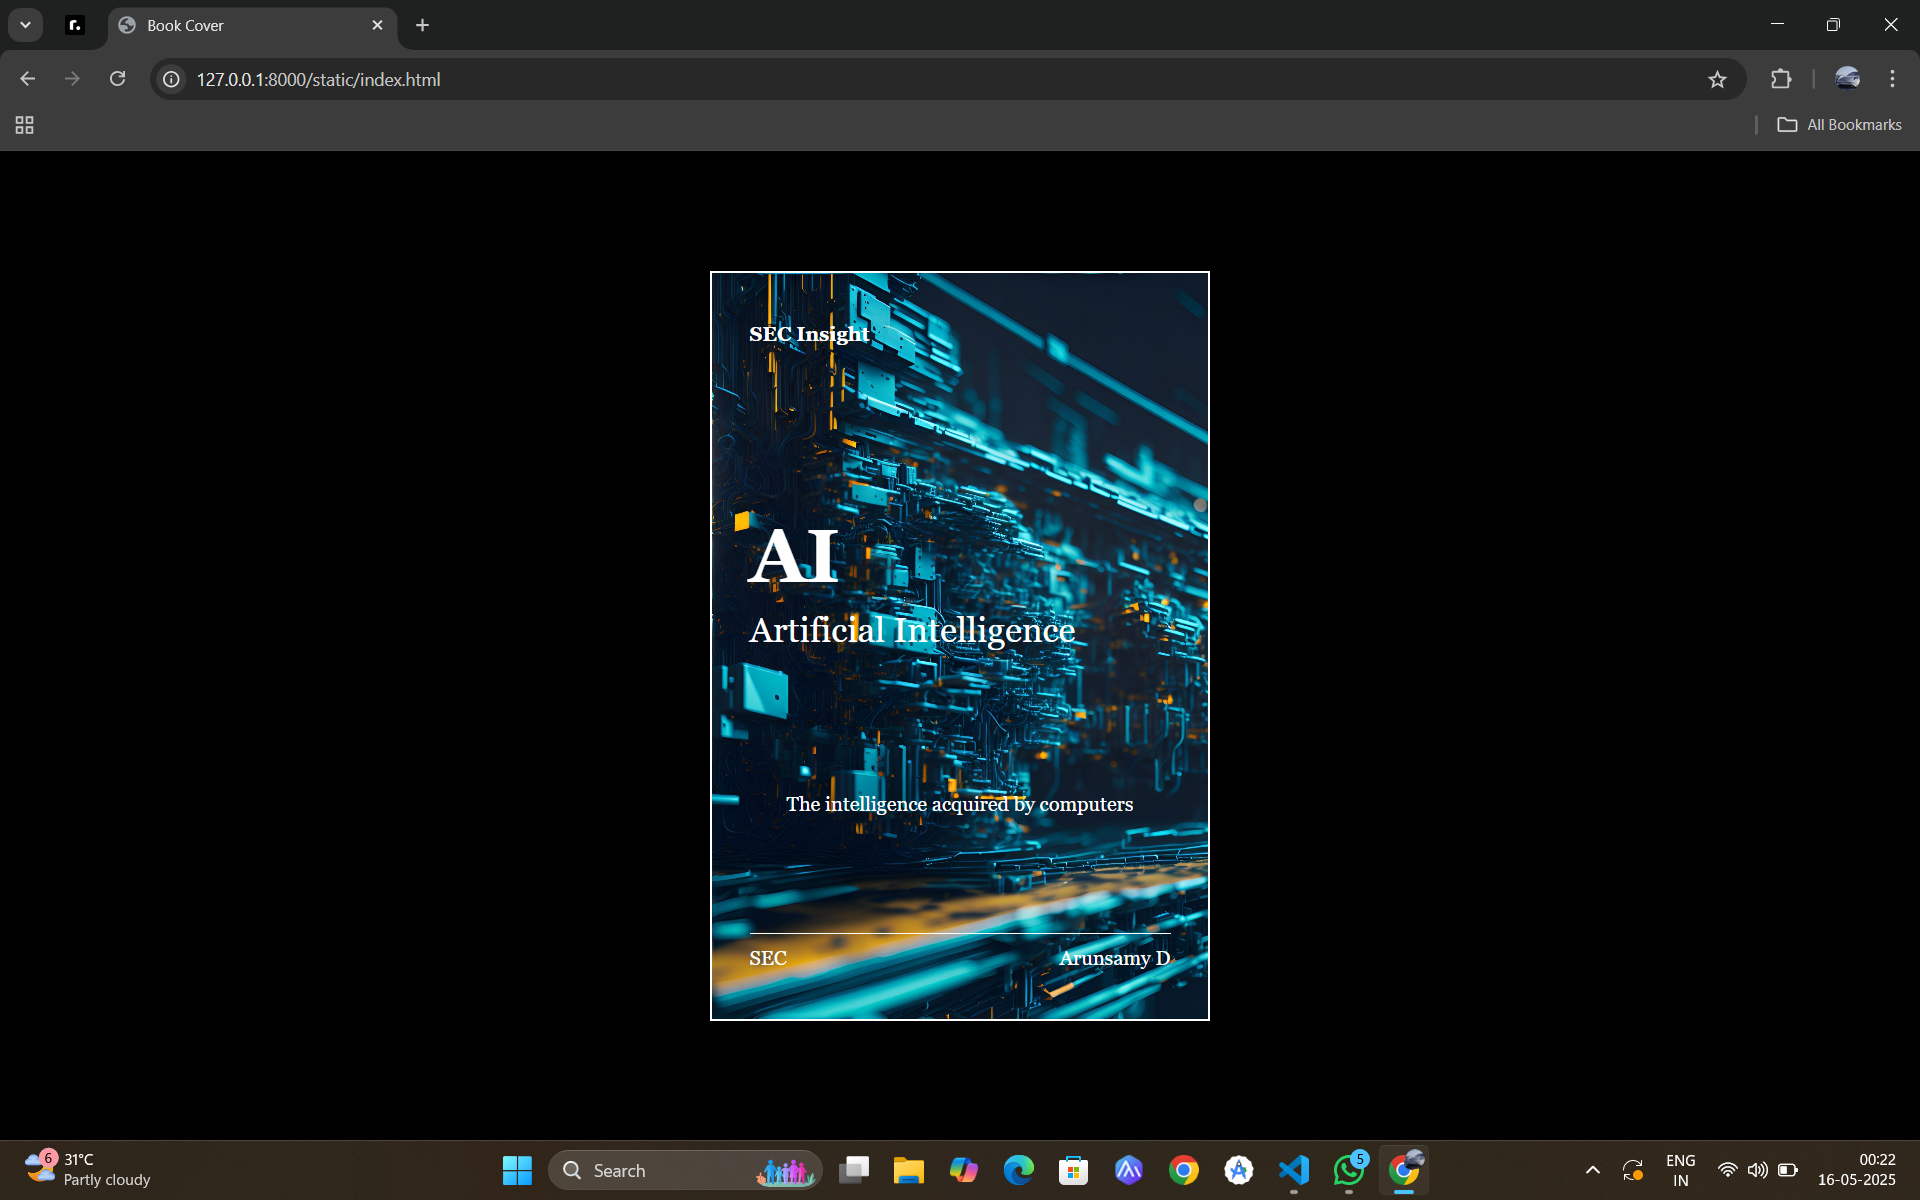 r.
Book Cover
127.0.0.1:8000/static/index.html
All Bookmarks
SEC Insight
AI
Artificial Intelligence
The intelligence acquired by computers
SEC
Arunsamy D
6
31°C
Partly cloudy
Search
5
ENG
IN
00:22
16-05-2025